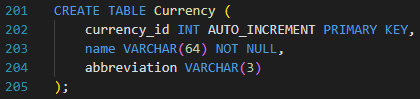 201 CREATE TABLE Currency (
202     currency_id INT AUTO_INCREMENT PRIMARY KEY,
203     name VARCHAR(64) NOT NULL,
204     abbreviation VARCHAR(3)
205 );